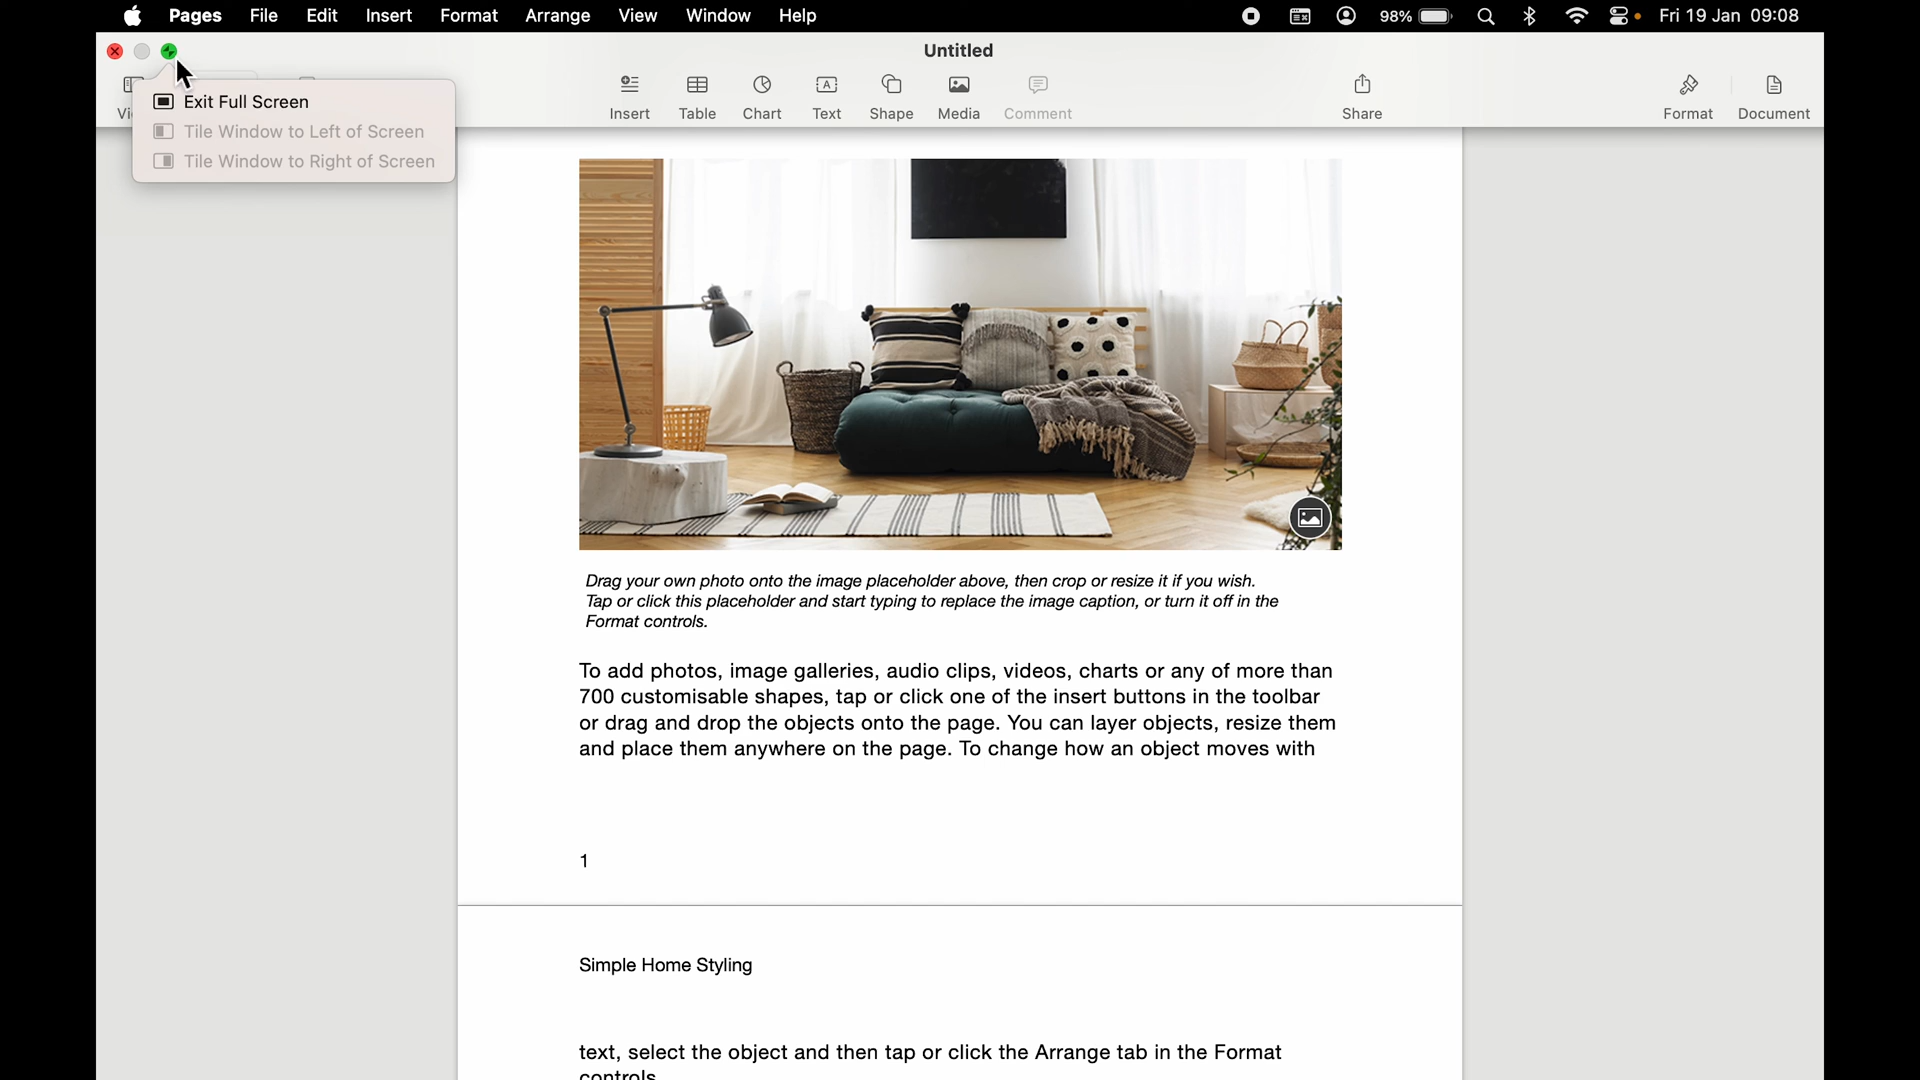 Pages File Edit Insert Format Arrange View Window Help 98% Fri 19 Jan 09:08
Untitled
Insert Table Chart Text Shape Media Comment Share Format Document
Exit Full Screen
Tile Window to Left of Screen
Tile Window to Right of Screen
Drag your own photo onto the image placeholder above, then crop or resize it if you wish.
Tap or click this placeholder and start typing to replace the image caption, or turn it off in the
Format controls.
To add photos, image galleries, audio clips, videos, charts or any of more than
700 customisable shapes, tap or click one of the insert buttons in the toolbar
or drag and drop the objects onto the page. You can layer objects, resize them
and place them anywhere on the page. To change how an object moves with
1
Simple Home Styling
text, select the object and then tap or click the Arrange tab in the Format
controls.